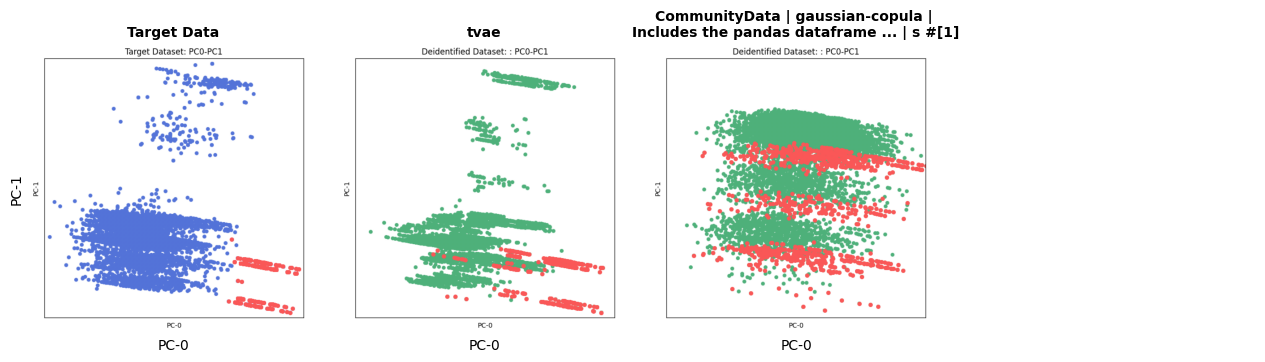 Target Data
Target Dataset: PC0-PC1
PC-1
PC-1
PC-0
PC-0
tvae
Deidentified Dataset: : PC0-PC1
PC-1
PC-0
PC-0
CommunityData | gaussian-copula |
Includes the pandas dataframe ... | s #[1]
Deidentified Dataset: : PC0-PC1
PC-1
PC-0
PC-0